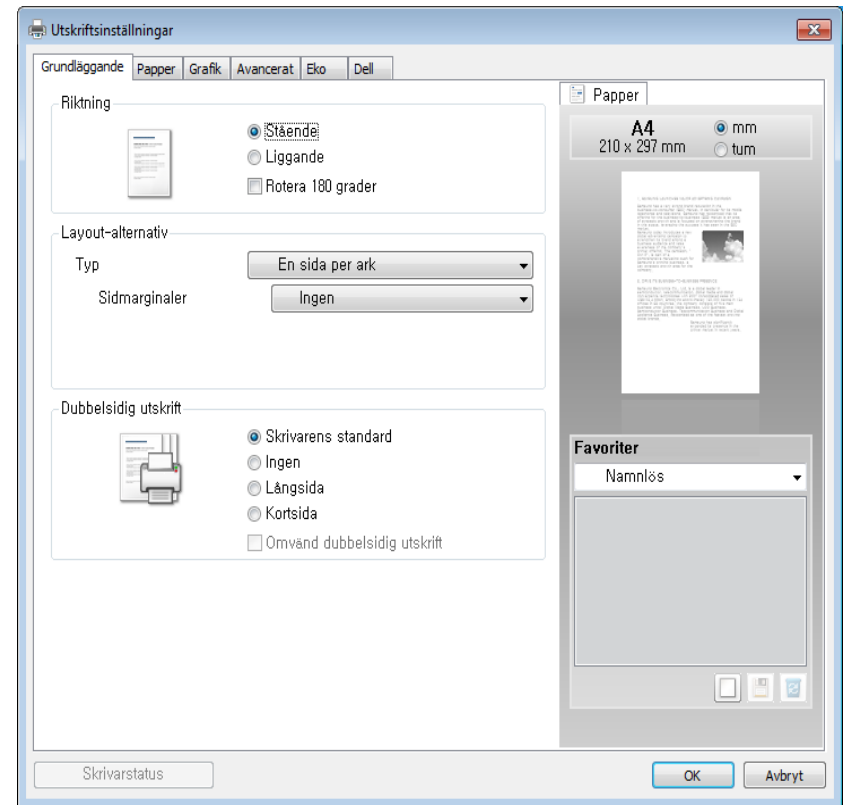 Utskriftsinställningar
Grundläggande Papper Grafik Avancerat Eko Dell
Riktning
Stående
Liggande
Rotera 180 grader
Layout-alternativ
Typ En sida per ark
Sidmarginaler Ingen
Dubbelsidig utskrift
Skrivarens standard
Ingen
Långsida
Kortsida
Omvänd dubbelsidig utskrift
Papper
A4
210 x 297 mm
mm
tum
Favoriter
Namnlös
Skrivarstatus OK Avbryt